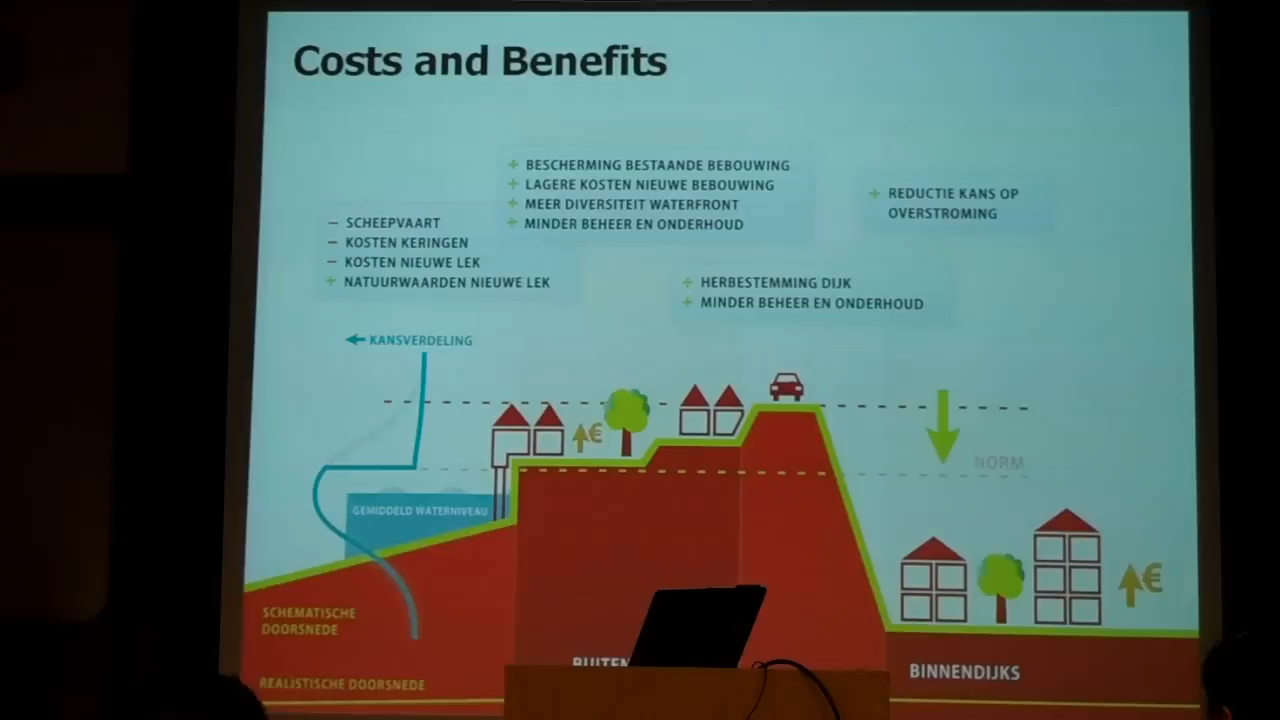 Costs and Benefits
+ BESCHERMING BESTAANDE BEBOUWING
+ LAGERE KOSTEN NIEUWE BEBOUWING
+ MEER DIVERSITEIT WATERFRONT
+ MINDER BEHEER EN ONDERHOUD
+ REDUCTIE KANS OP
OVERSTROMING
– SCHEEPVAART
– KOSTEN KERINGEN
– KOSTEN NIEUWE LEK
+ NATUURWAARDEN NIEUWE LEK
+ HERBESTEMMING DIJK
+ MINDER BEHEER EN ONDERHOUD
KANSVERDELING
€
NORM
GEMIDDELD WATERNIVEAU
€
SCHEMATISCHE
DOORSNEDE
BINNENDIJKS
REALISTISCHE DOORSNEDE